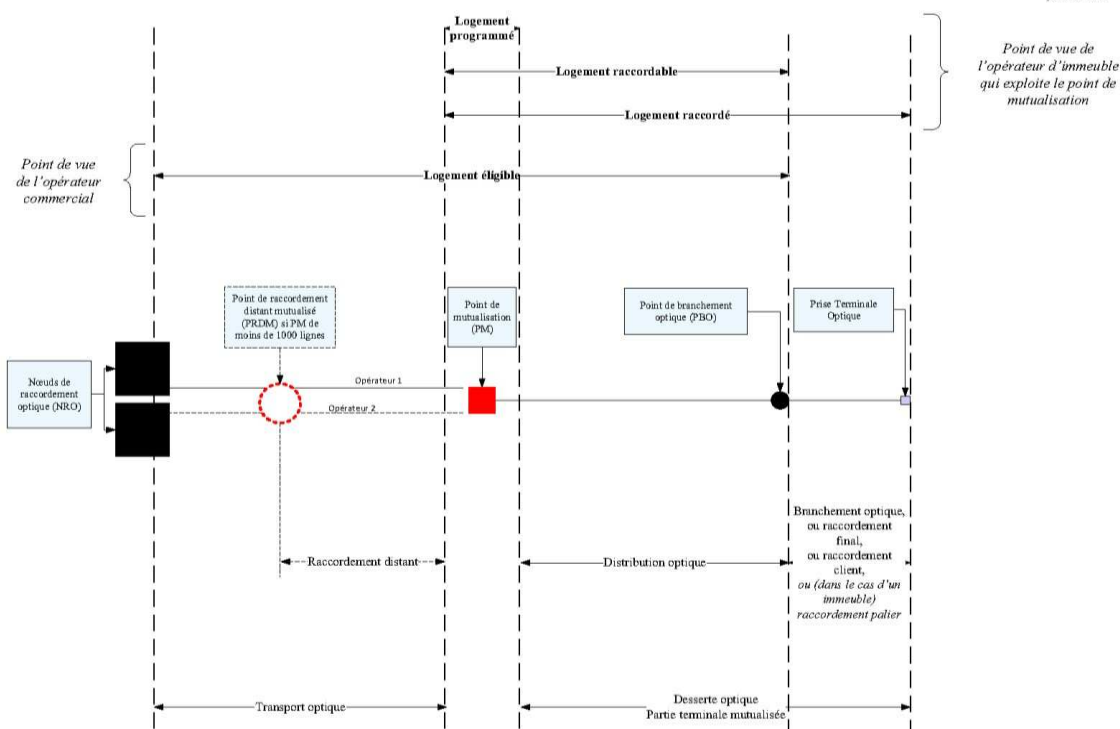 Logement
programmé
Logement raccordable
Logement raccordé
Point de vue de
l'opérateur d'immeuble
qui exploite le point de
mutualisation
Point de vue
de l'opérateur
commercial
Logement éligible
Point de raccordement
distant mutualisé
(PRDM) si PM de
moins de 1000 lignes
Point de
mutualisation
(PM)
Point de branchement
optique (PBO)
Prise Terminale
Optique
Nœuds de
raccordement
optique (NRO)
Opérateur 1
Opérateur 2
Raccordement distant
Distribution optique
Branchement optique,
ou raccordement
final,
ou raccordement
client,
ou (dans le cas d'un
immeuble)
raccordement palier
Transport optique
Desserte optique
Partie terminale mutualisée